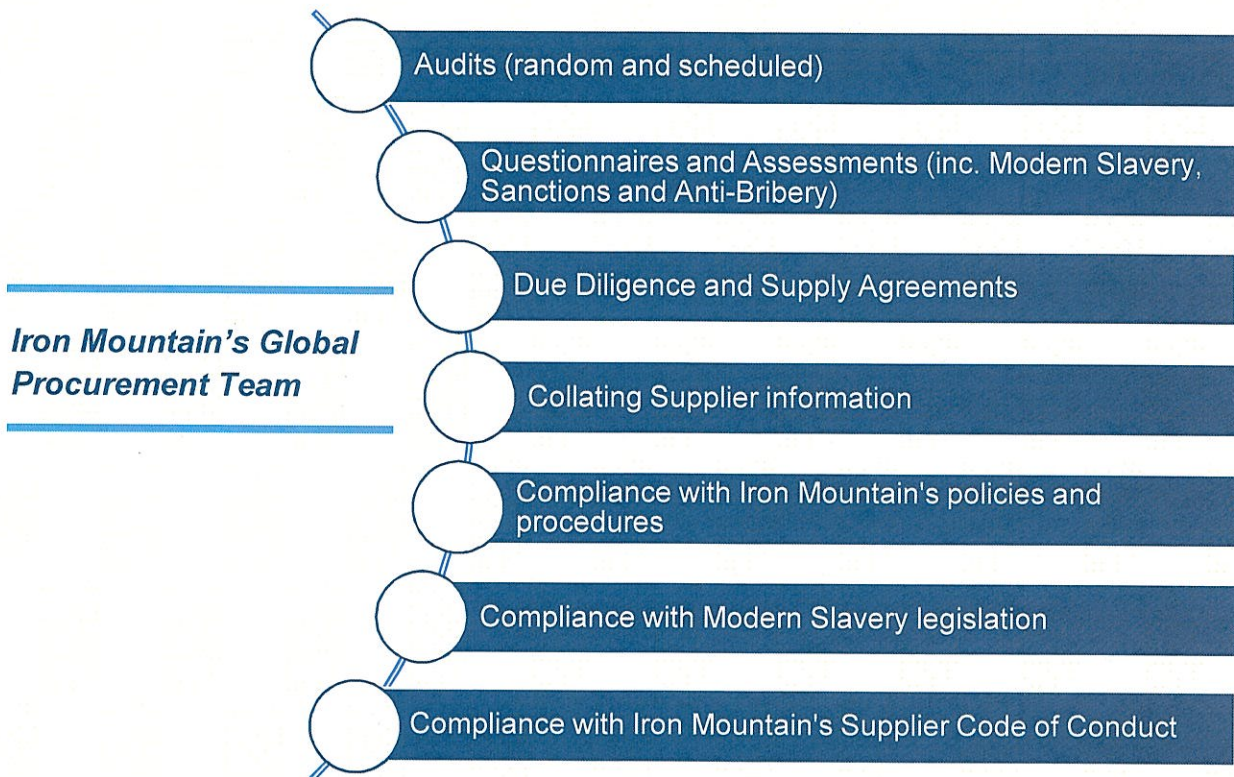 Audits (random and scheduled)
Questionnaires and Assessments (inc. Modern Slavery,
Sanctions and Anti-Bribery)
Due Diligence and Supply Agreements
Iron Mountain's Global
Procurement Team
Collating Supplier information
Compliance with Iron Mountain's policies and
procedures
Compliance with Modern Slavery legislation
Compliance with Iron Mountain's Supplier Code of Conduct